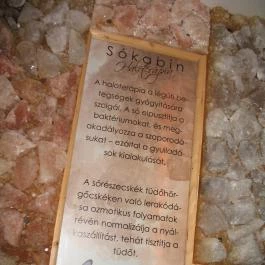 Sókabin
Haloterápia
A haloterápia a légúti be-
tegségek gyógyítására
szolgál. A só elpusztítja a
baktériumokat, és meg-
akadályozza a szaporodá-
sukat – ezáltal a gyulladá-
sok kialakulását.
A sórészecskék tüdőhör-
gőcskékben való lerakódá-
sa ozmotikus folyamatok
révén normalizálja a nyál-
kaszállítást, tehát tisztítja a
tüdőt.